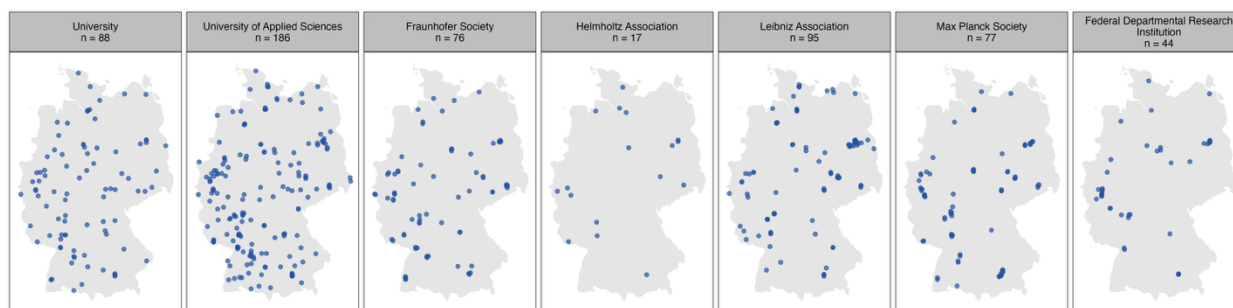 University
n = 88
University of Applied Sciences
n = 186
Fraunhofer Society
n = 76
Helmholtz Association
n = 17
Leibniz Association
n = 95
Max Planck Society
n = 77
Federal Departmental Research
Institution
n = 44